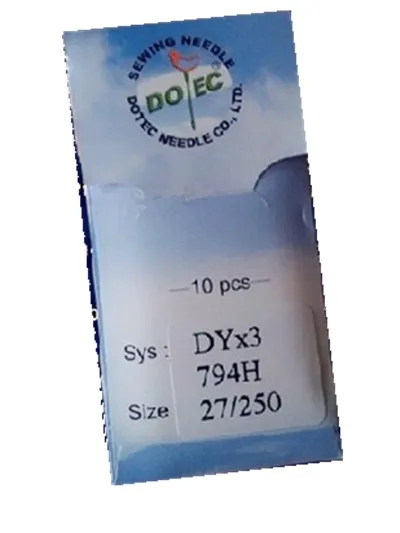 SEWING NEEDLE
DOTEC
®
DOTEC NEEDLE CO., LTD.
—10 pcs—
Sys : DYx3
794H
Size 27/250